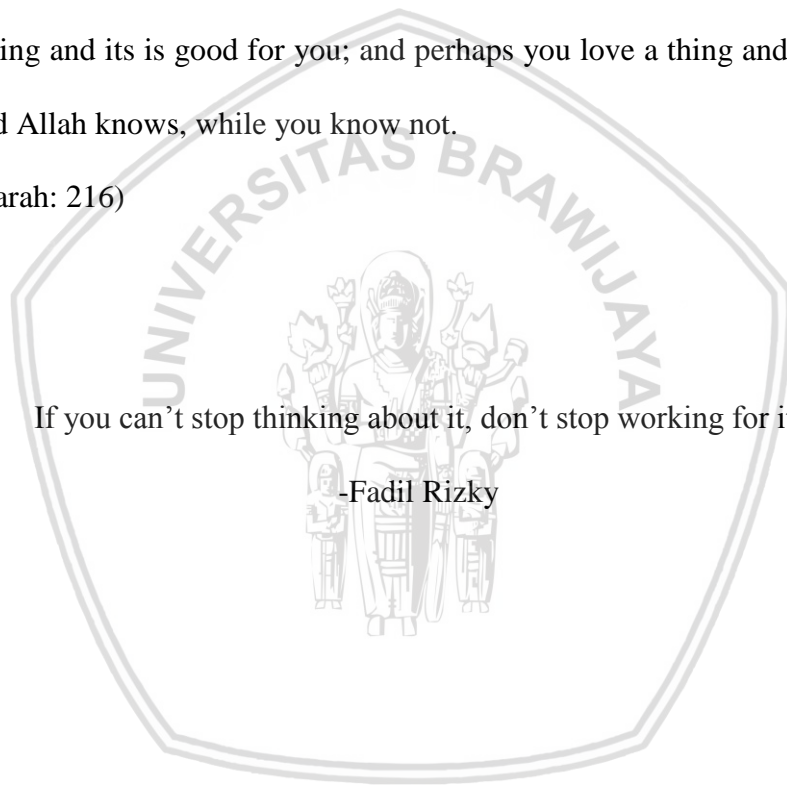 ing and its is good for you; and perhaps you love a thing and
d Allah knows, while you know not.
arah: 216)
UNIVERSITAS BRAWIJAYA
If you can’t stop thinking about it, don’t stop working for i
-Fadil Rizky